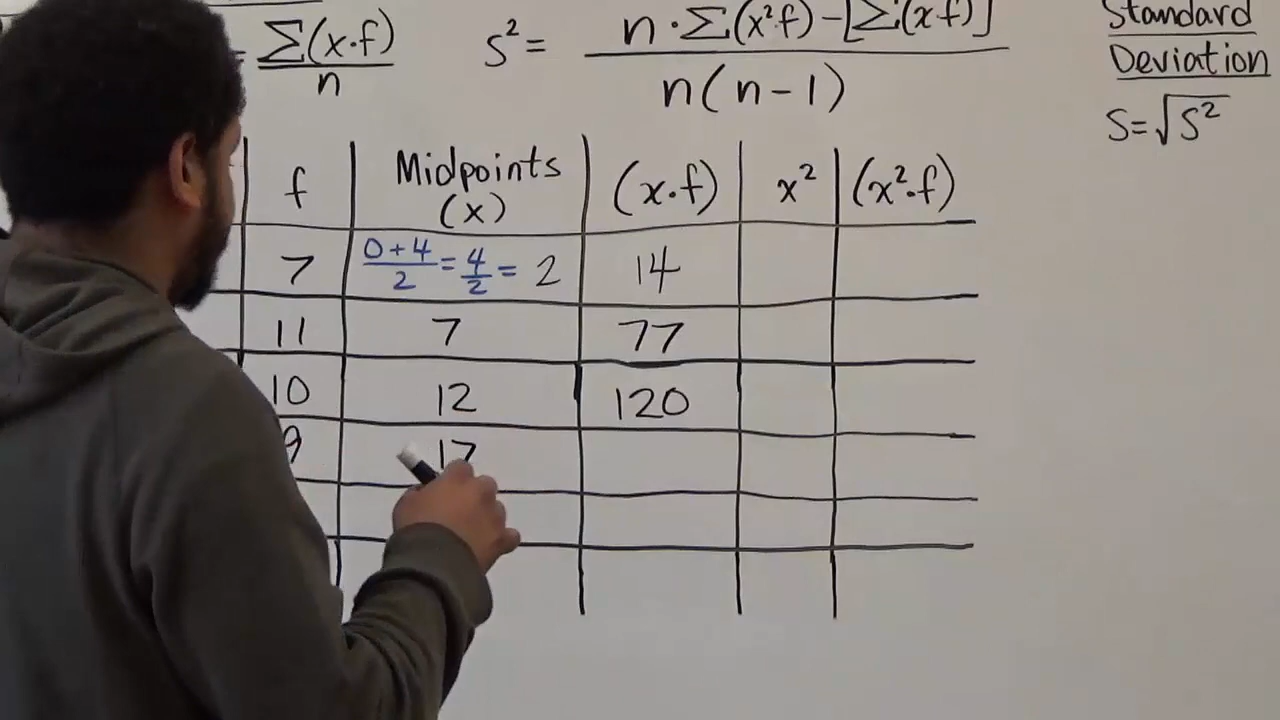 = Σ(x·f) / n
S² = n·Σ(x²f) – [Σ(x·f)] / n(n-1)
Standard
Deviation
S=√S²
f Midpoints (x) (x·f) x² (x²·f)
7 0+4/2 = 4/2 = 2 14
11 7 77
10 12 120
9 17